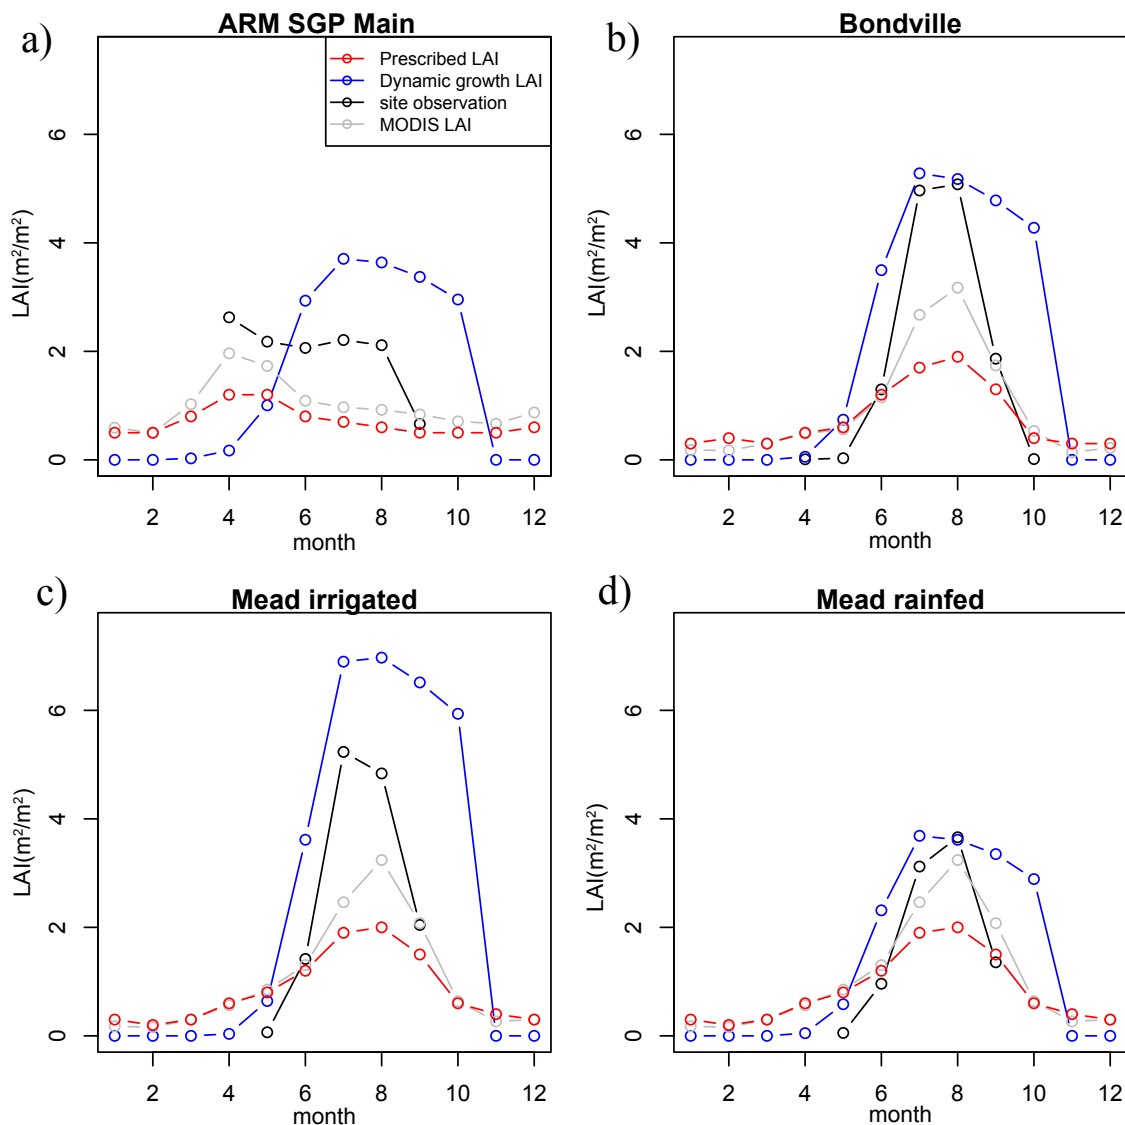 a)
ARM SGP Main
Prescribed LAI
Dynamic growth LAI
site observation
MODIS LAI
LAI(m²/m²)
0 2 4 6
2 4 6 8 10 12
month
b)
Bondville
LAI(m²/m²)
0 2 4 6
2 4 6 8 10 12
month
c)
Mead irrigated
LAI(m²/m²)
0 2 4 6
2 4 6 8 10 12
month
d)
Mead rainfed
LAI(m²/m²)
0 2 4 6
2 4 6 8 10 12
month